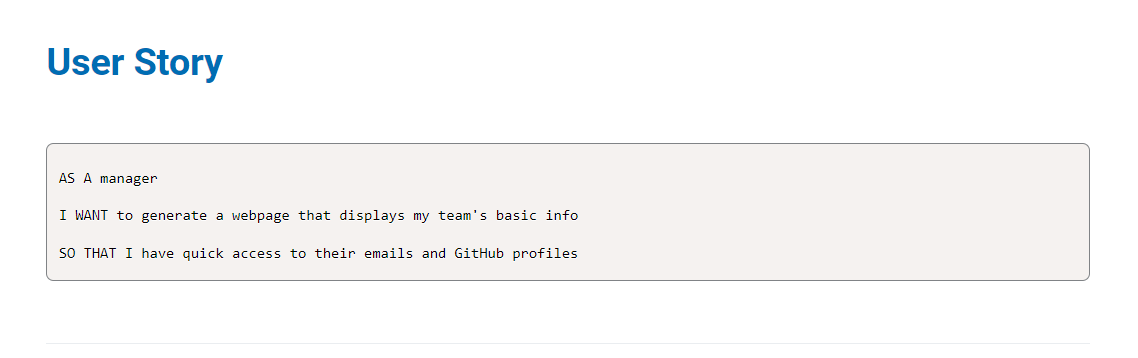 User Story
AS A manager
I WANT to generate a webpage that displays my team's basic info
SO THAT I have quick access to their emails and GitHub profiles